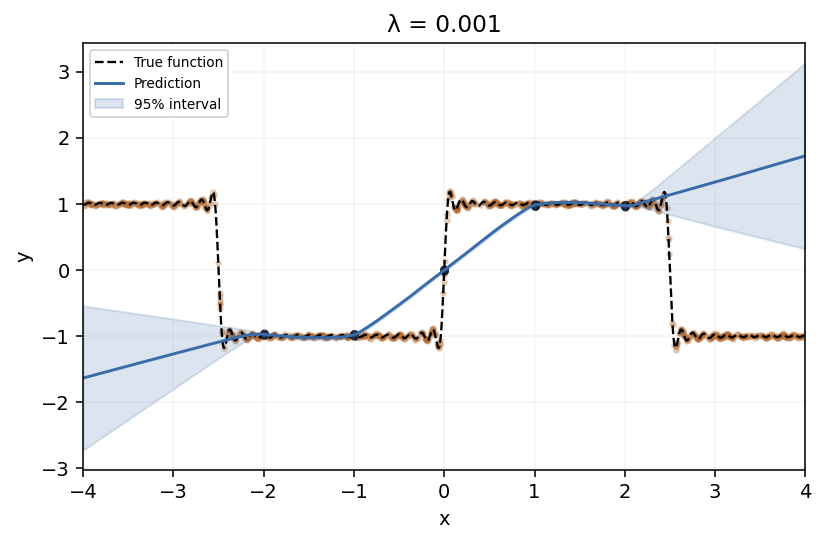 λ = 0.001
True function
Prediction
95% interval
3
2
1
0
−1
−2
−3
y
−4
−3
−2
−1
0
1
2
3
4
x